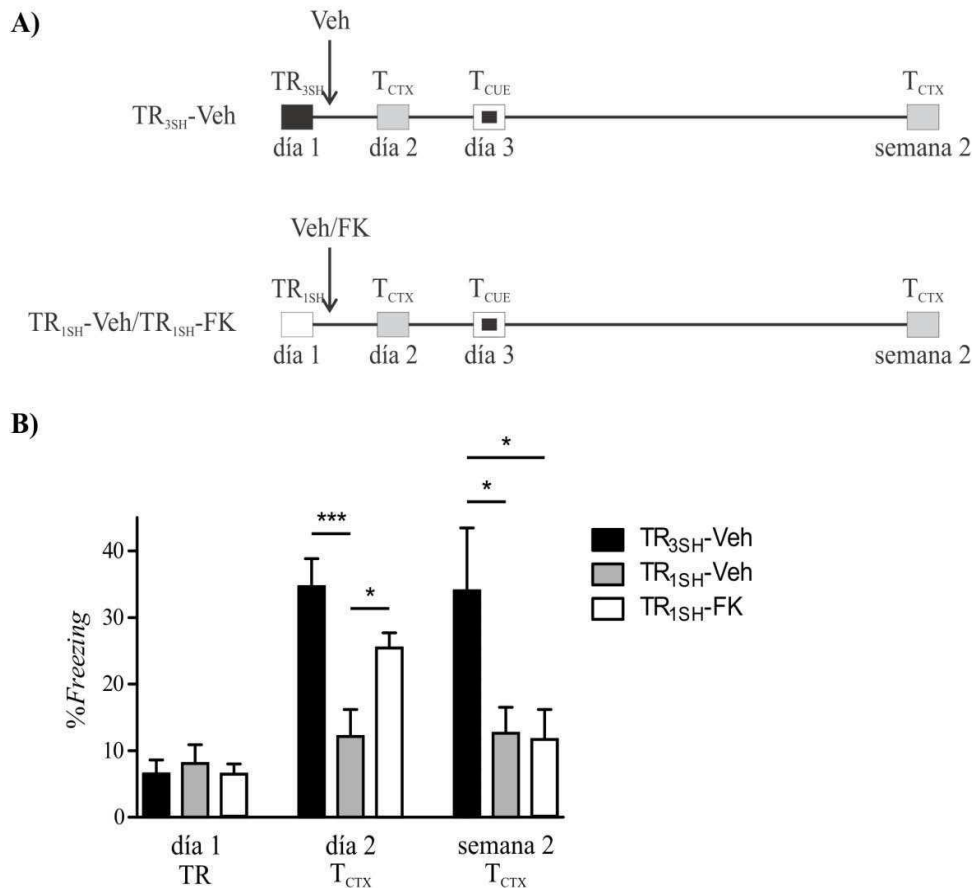 A)
Veh
TR3SH TCTX TCUE TCTX
TR3SH-Veh
día 1 día 2 día 3 semana 2
Veh/FK
TR1SH TCTX TCUE TCTX
TR1SH-Veh/TR1SH-FK
día 1 día 2 día 3 semana 2
B)
*
*** *
*
TR3SH-Veh
TR1SH-Veh
TR1SH-FK
%Freezing
40
30
20
10
0
día 1 día 2 semana 2
TR TCTX TCTX